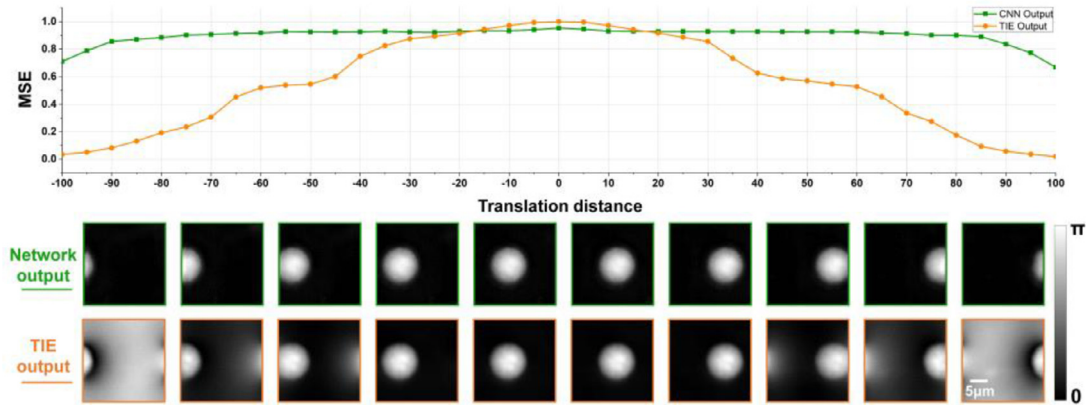 CNN Output
TIE Output
MSE
1.0
0.8
0.6
0.4
0.2
0.0
-100 -90 -80 -70 -60 -50 -40 -30 -20 -10 0 10 20 30 40 50 60 70 80 90 100
Translation distance
Network
output
TIE
output
5μm
π
0